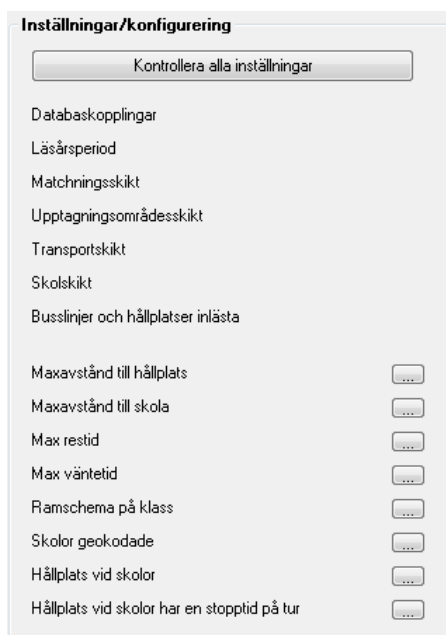 Inställningar/konfigurering
Kontrollera alla inställningar
Databaskopplingar
Läsårsperiod
Matchningsskikt
Upptagningsområdesskikt
Transportskikt
Skolskikt
Busslinjer och hållplatser inlästa
Maxavstånd till hållplats ...
Maxavstånd till skola ...
Max restid ...
Max väntetid ...
Ramschema på klass ...
Skolor geokodade ...
Hållplats vid skolor ...
Hållplats vid skolor har en stopptid på tur ...